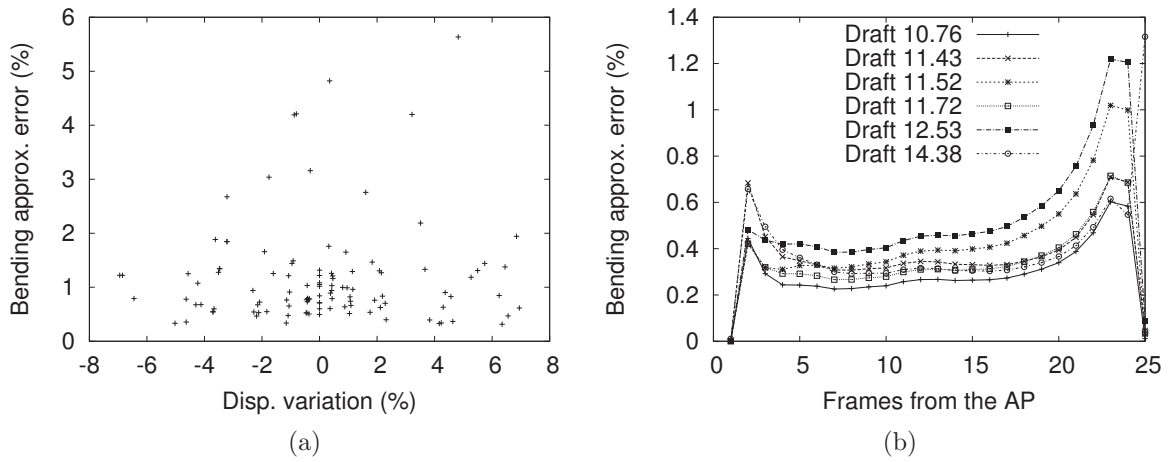 Bending approx. error (%)
6
5
4
3
2
1
0
-8 -6 -4 -2 0 2 4 6 8
Disp. variation (%)
(a)
Bending approx. error (%)
1.4
1.2
1
0.8
0.6
0.4
0.2
0
Draft 10.76
Draft 11.43
Draft 11.52
Draft 11.72
Draft 12.53
Draft 14.38
0 5 10 15 20 25
Frames from the AP
(b)